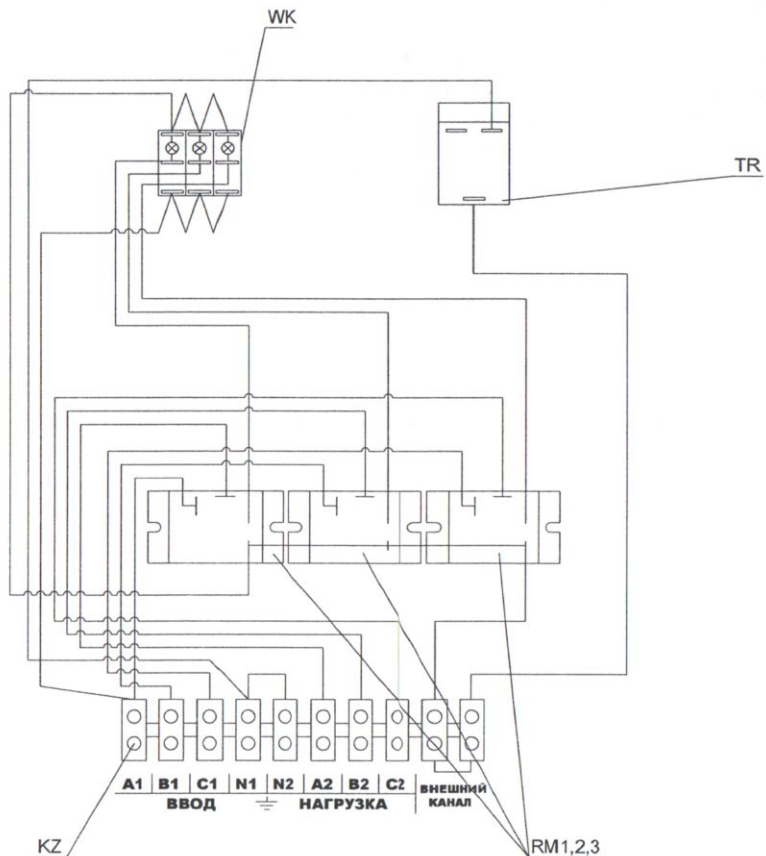 WK
TR
A1 B1 C1 N1 N2 A2 B2 C2 ВНЕШНИЙ
КАНАЛ
ВВОД НАГРУЗКА
KZ
RM1,2,3